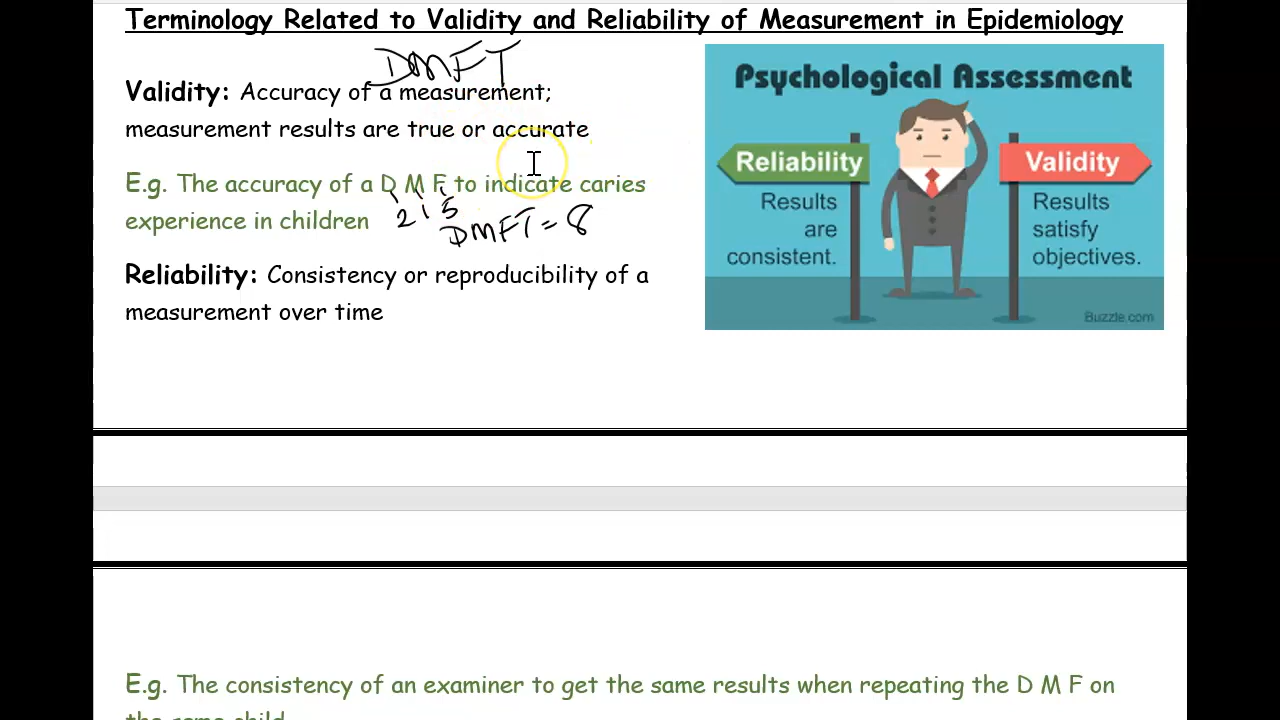 Terminology Related to Validity and Reliability of Measurement in Epidemiology
DMFT
Validity: Accuracy of a measurement;
measurement results are true or accurate
E.g. The accuracy of a D M F to indicate caries
experience in children
2 1 5
DMFT = 8
Reliability: Consistency or reproducibility of a
measurement over time
Psychological Assessment
Reliability
Results
are
consistent.
Validity
Results
satisfy
objectives.
Buzzle.com
E.g. The consistency of an examiner to get the same results when repeating the D M F on
the same child